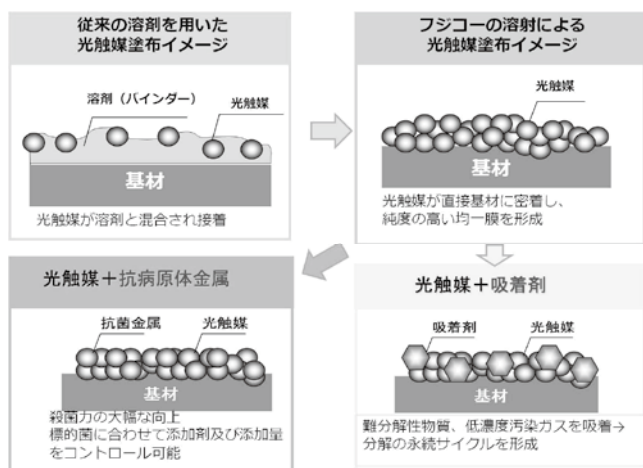 従来の溶剤を用いた
光触媒塗布イメージ
溶剤（バインダー）
光触媒
基材
光触媒が溶剤と混合され接着
フジコーの溶射による
光触媒塗布イメージ
光触媒
基材
光触媒が直接基材に密着し、
純度の高い均一膜を形成
光触媒＋抗病原体金属
抗菌金属
光触媒
基材
殺菌力の大幅な向上
標的菌に合わせて添加剤及び添加量
をコントロール可能
光触媒＋吸着剤
吸着剤
光触媒
基材
難分解性物質、低濃度汚染ガスを吸着→
分解の永続サイクルを形成